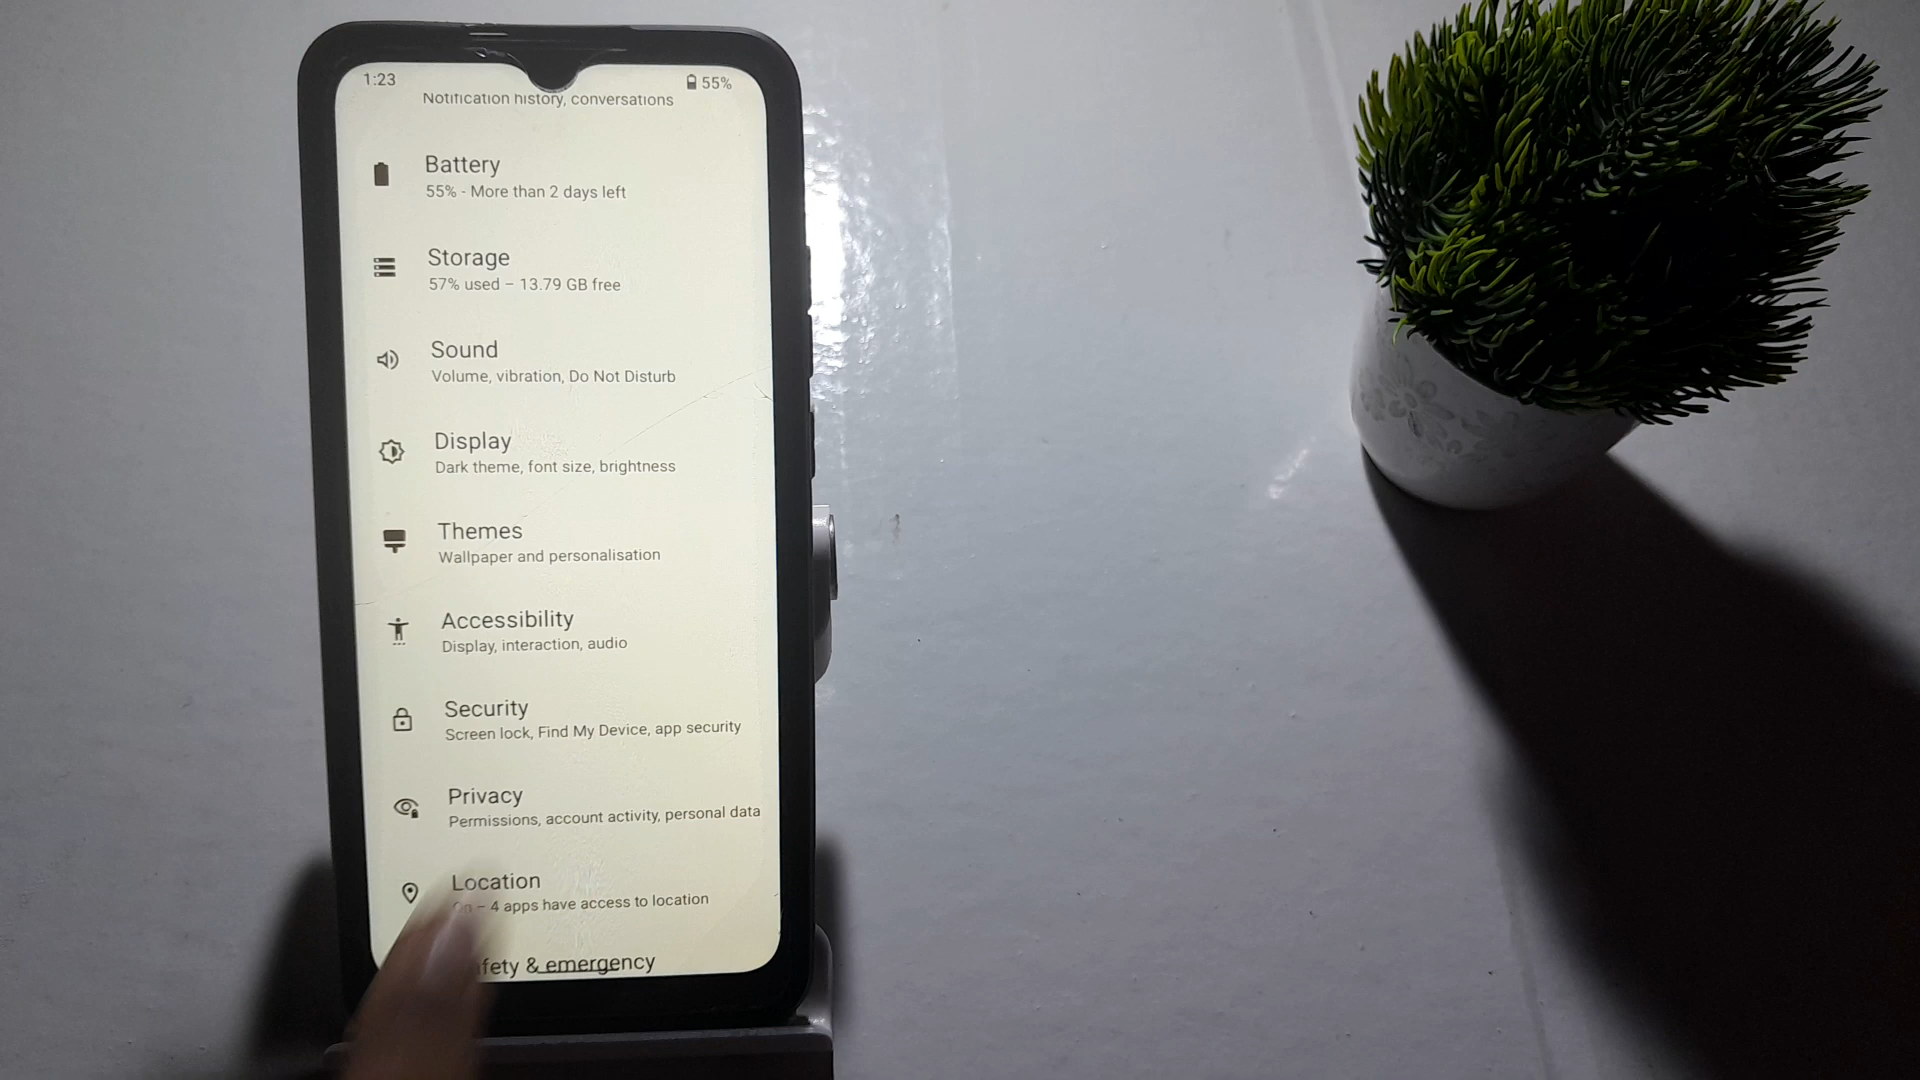 1:23
55%
Notification history, conversations
Battery
55% - More than 2 days left
Storage
57% used – 13.79 GB free
Sound
Volume, vibration, Do Not Disturb
Display
Dark theme, font size, brightness
Themes
Wallpaper and personalisation
Accessibility
Display, interaction, audio
Security
Screen lock, Find My Device, app security
Privacy
Permissions, account activity, personal data
Location
On – 4 apps have access to location
& emergency